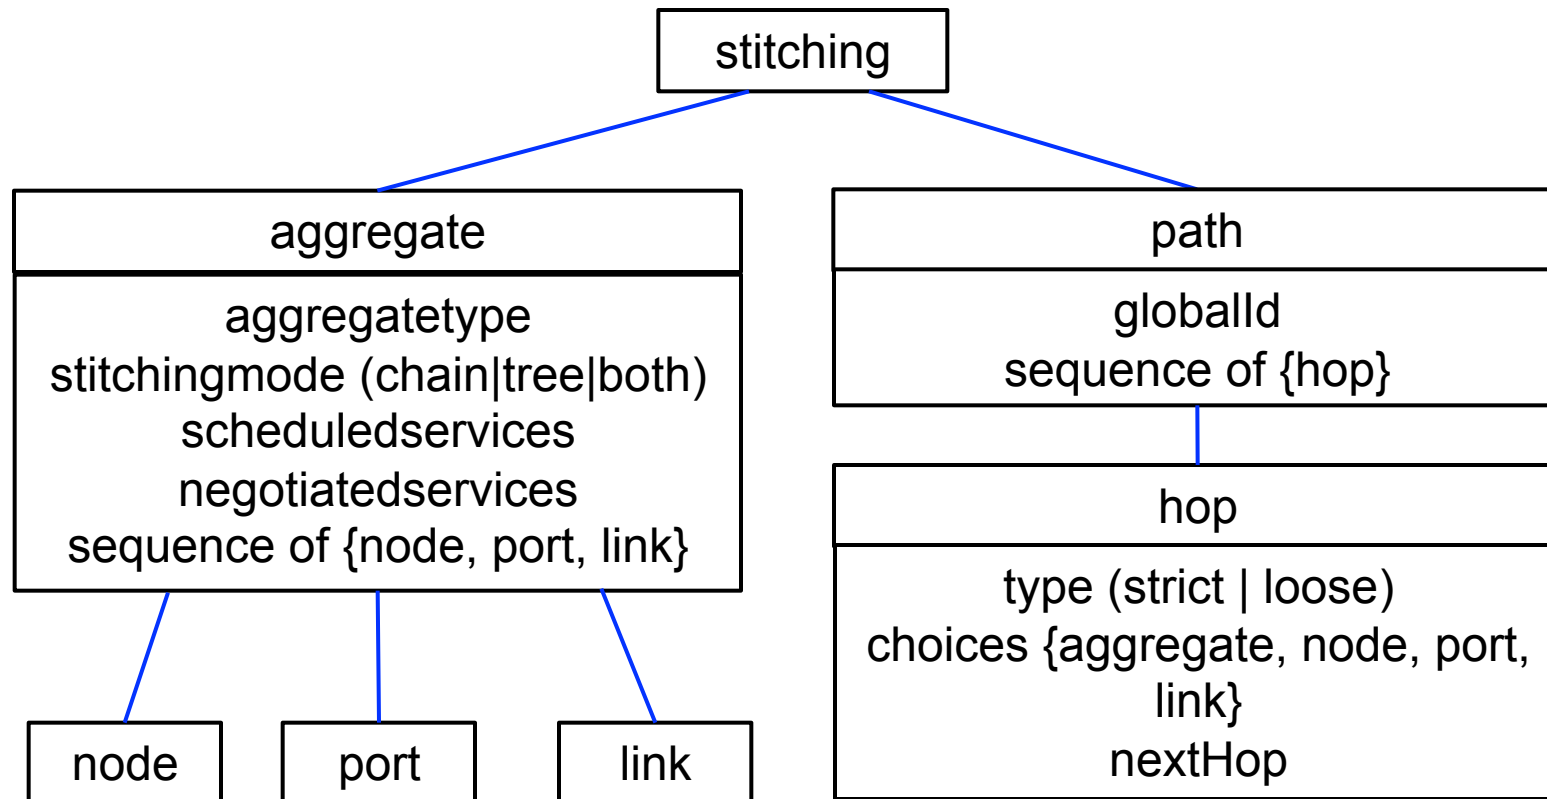 stitching
aggregate
aggregatetype
stitchingmode (chain|tree|both)
scheduledservices
negotiatedservices
sequence of {node, port, link}
node
port
link
path
globalId
sequence of {hop}
hop
type (strict | loose)
choices {aggregate, node, port,
link}
nextHop